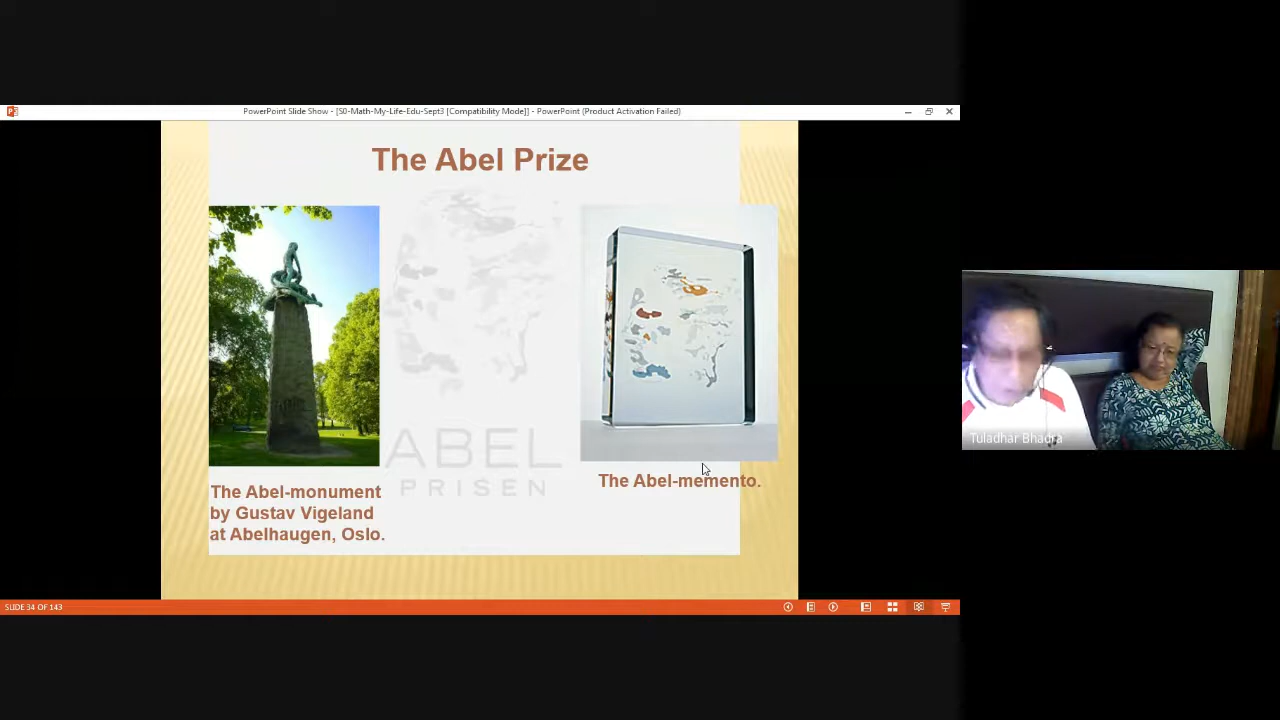 PowerPoint Slide Show - [S0-Math-My-Life-Edu-Sept3 [Compatibility Mode]] - PowerPoint (Product Activation Failed)
The Abel Prize
ABEL
PRISEN
The Abel-monument
by Gustav Vigeland
at Abelhaugen, Oslo.
The Abel-memento.
Tuladhar Bhadra
SLIDE 34 OF 143